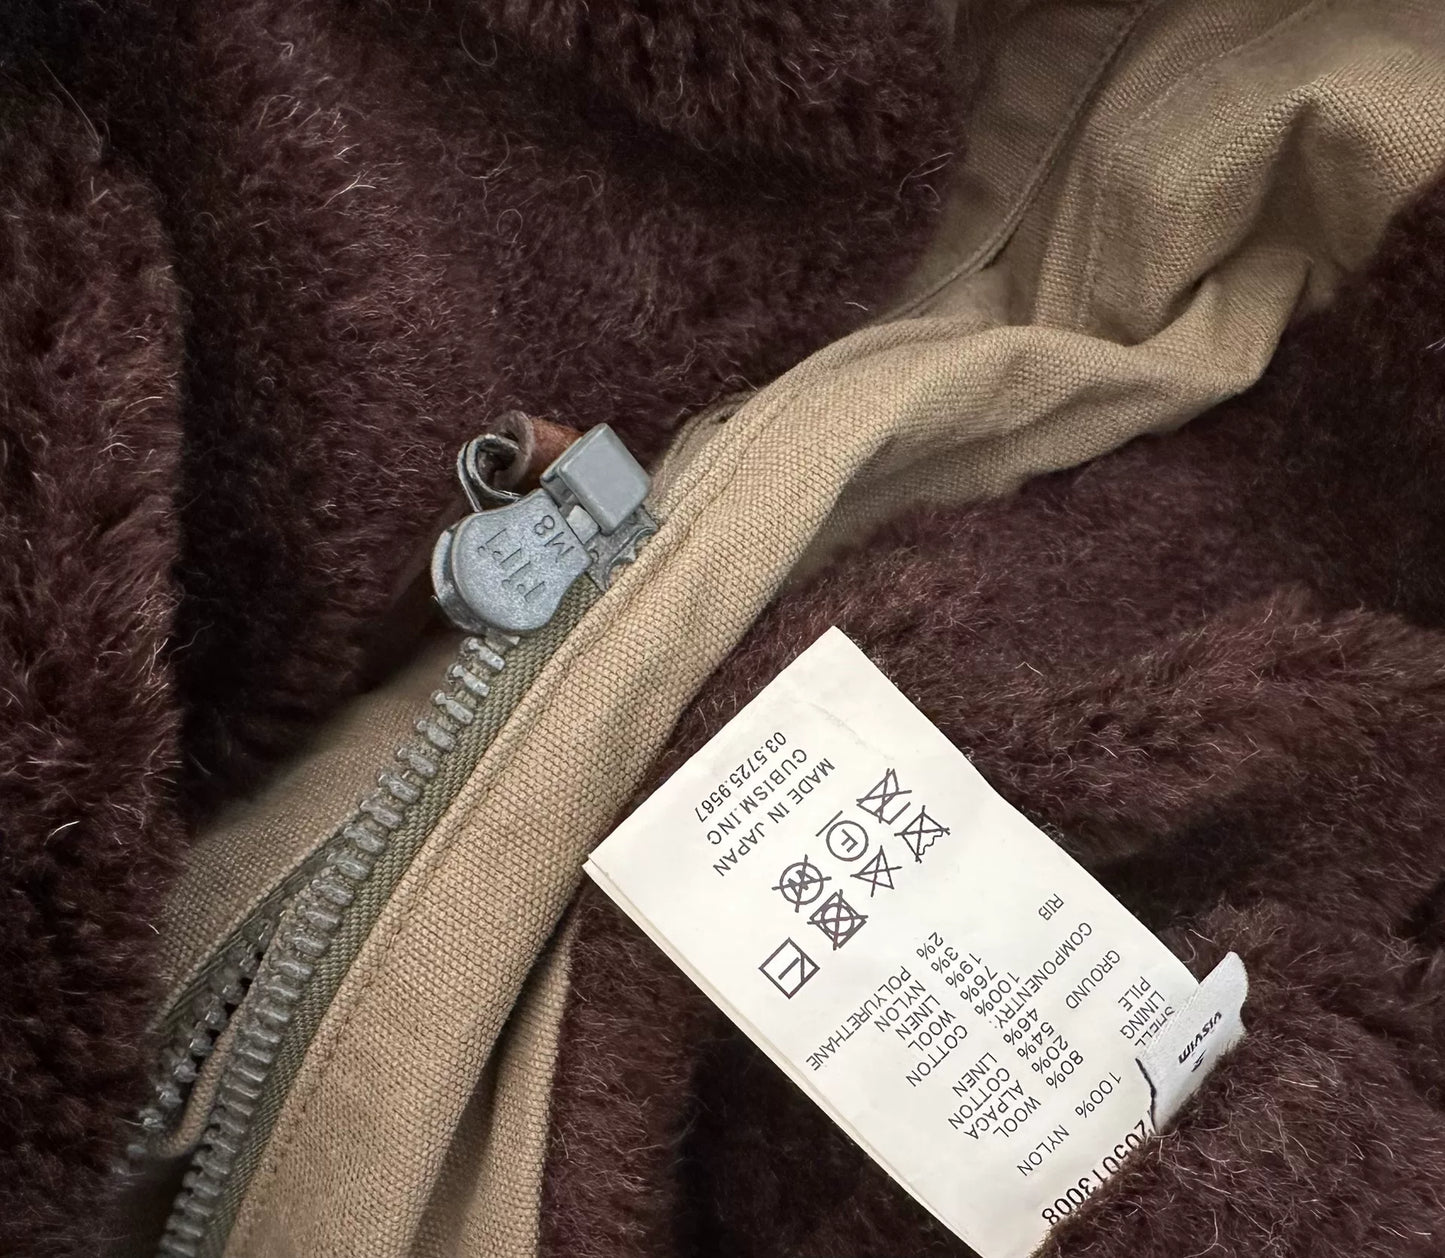 visvim
205013008
SHELL 100% NYLON
LINING
PILE 80% WOOL
20% ALPACA
GROUND 54% COTTON
46% LINEN
COMPONENTRY:
100% COTTON
RIB 76% WOOL
19% LINEN
3% NYLON
2% POLYURETHANE
MADE IN JAPAN
CUBISM.INC
03.5725.9567
riri
M8